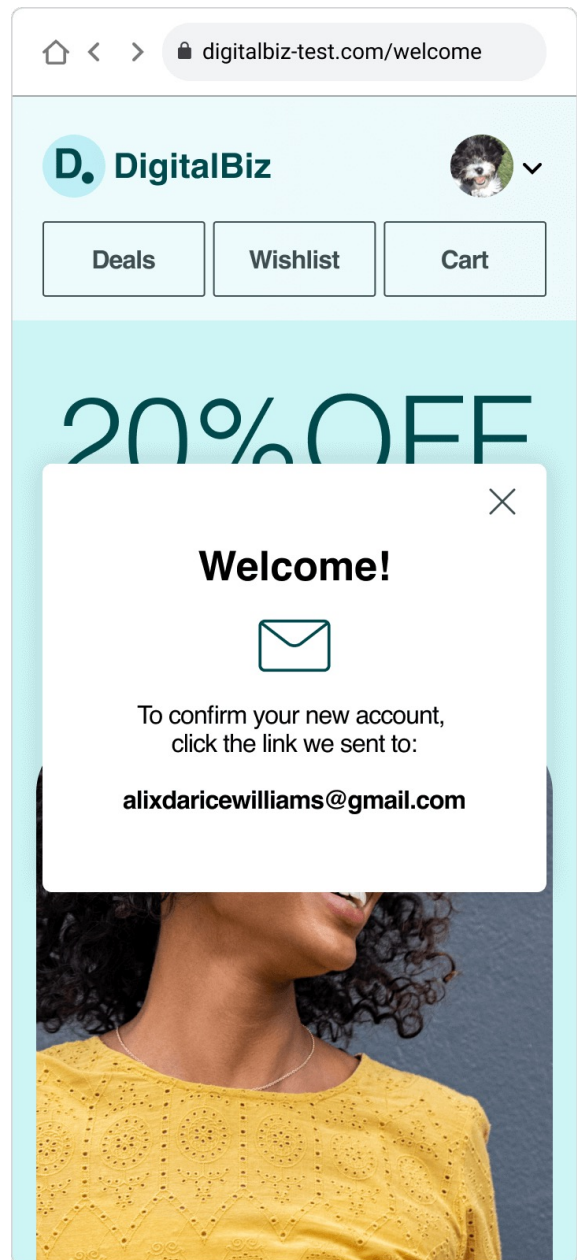 digitalbiz-test.com/welcome
D. DigitalBiz
Deals Wishlist Cart
20%OFF
Welcome!
To confirm your new account,
click the link we sent to:
alixdaricewilliams@gmail.com